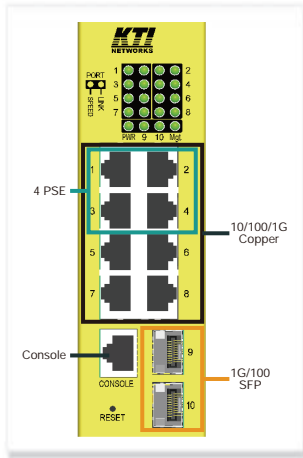 KTI
NETWORKS
PORT
SPEED
LINK
1 2
3 4
5 6
7 8
PWR 9 10 Mgt
1 2
3 4
5 6
7 8
4 PSE
10/100/1G
Copper
Console
CONSOLE
9
1G/100
SFP
10
RESET